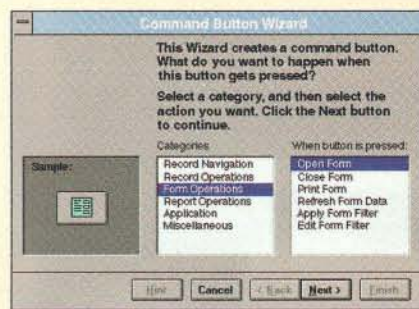 Command Button Wizard
This Wizard creates a command button.
What do you want to happen when
this button gets pressed?
Select a category, and then select the
action you want. Click the Next button
to continue.
Sample:
Categories
Record Navigation
Record Operations
Form Operations
Report Operations
Application
Miscellaneous
When button is pressed:
Open Form
Close Form
Print Form
Refresh Form Data
Apply Form Filter
Edit Form Filter
Hint Cancel < Back Next > Finish